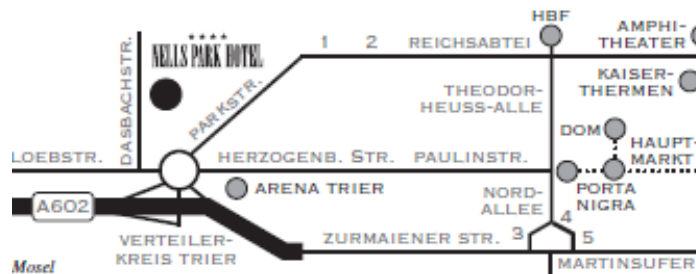 HBF
AMPHI-
THEATER
★★★★
NELLS PARK HOTEL
1 2 REICHSABTEI
DASBACHSTR.
PARKSTR.
THEODOR-
HEUSS-ALLE
KAISER-
THERMEN
DOM
HAUPT-
MARKT
LOEBSTR.
HERZOGENB. STR. PAULINSTR.
ARENA TRIER
NORD-
ALLEE
PORTA
NIGRA
A602
VERTEILER-
KREIS TRIER
ZURMAIENER STR. 3 4 5
Mosel
MARTINSUFER